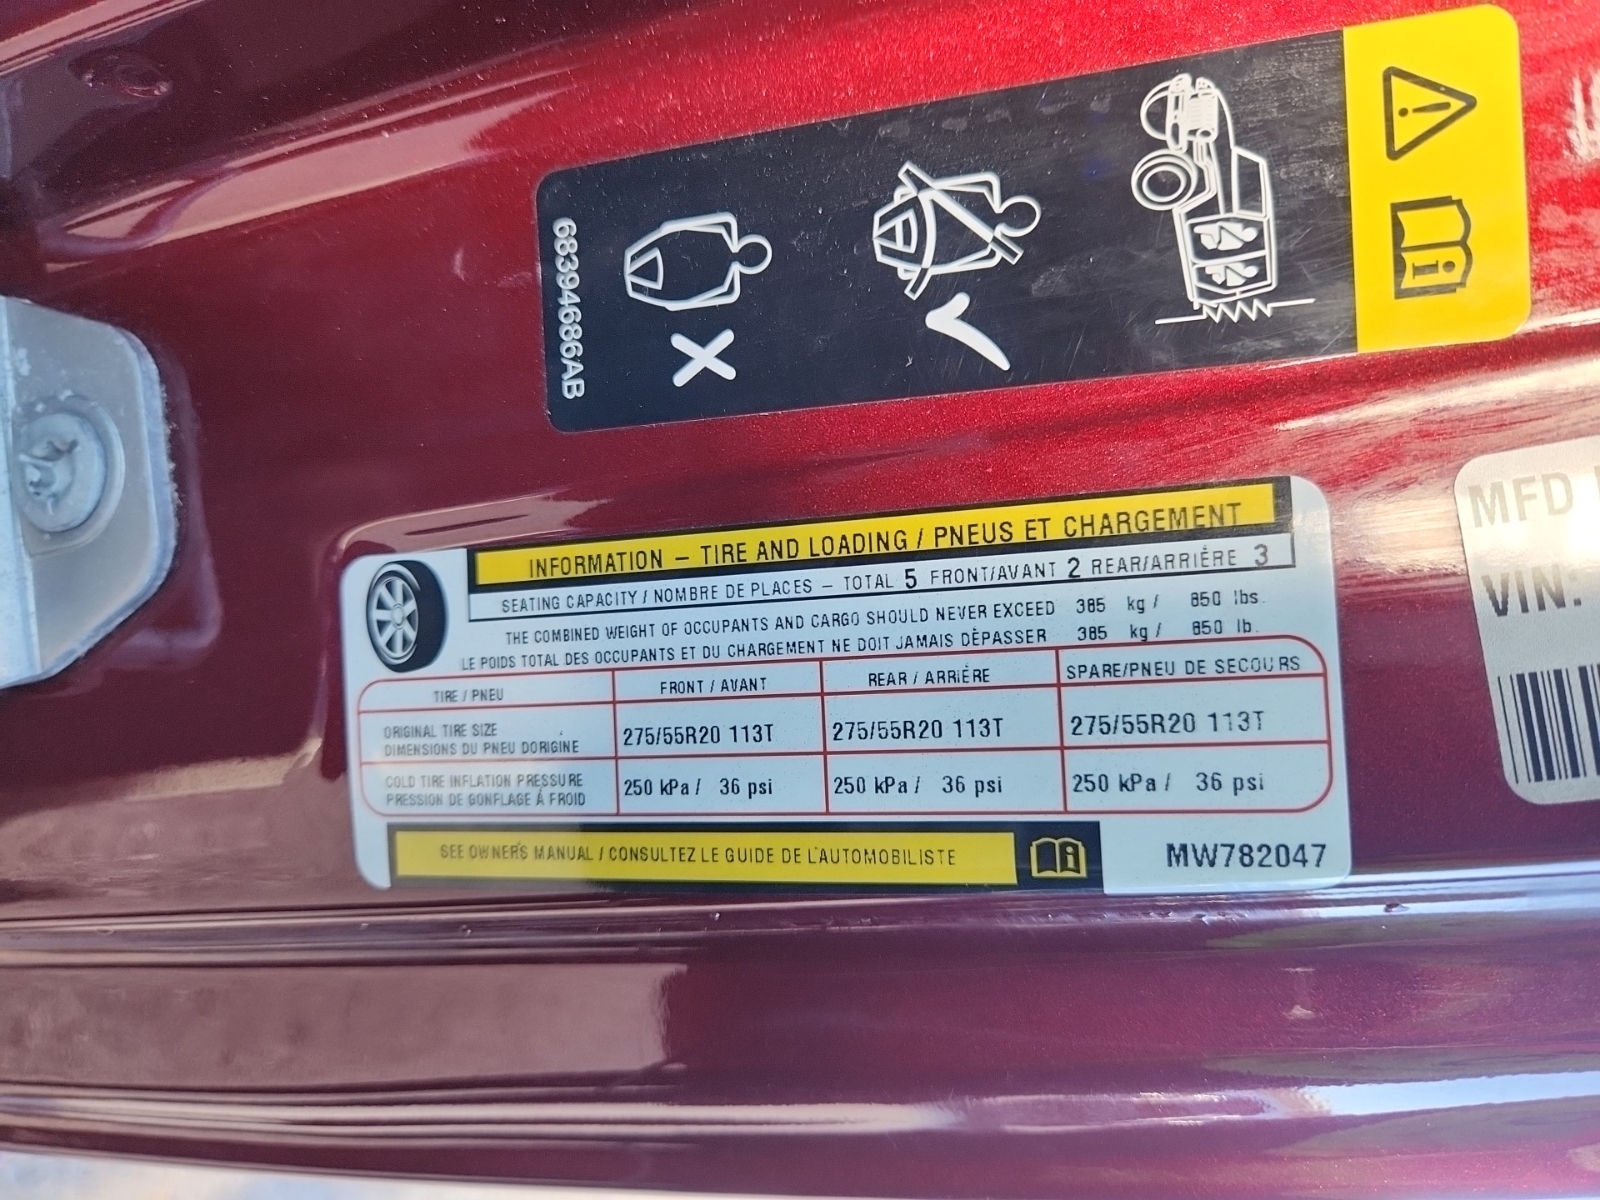 68394686AB
INFORMATION – TIRE AND LOADING / PNEUS ET CHARGEMENT
SEATING CAPACITY / NOMBRE DE PLACES – TOTAL 5 FRONT/AVANT 2 REAR/ARRIÈRE 3
THE COMBINED WEIGHT OF OCCUPANTS AND CARGO SHOULD NEVER EXCEED 385 kg / 850 lbs.
LE POIDS TOTAL DES OCCUPANTS ET DU CHARGEMENT NE DOIT JAMAIS DÉPASSER 385 kg / 850 lb.
TIRE / PNEU FRONT / AVANT REAR / ARRIÈRE SPARE/PNEU DE SECOURS
ORIGINAL TIRE SIZE
DIMENSIONS DU PNEU DORIGINE
275/55R20 113T 275/55R20 113T 275/55R20 113T
COLD TIRE INFLATION PRESSURE
PRESSION DE GONFLAGE À FROID
250 kPa / 36 psi 250 kPa / 36 psi 250 kPa / 36 psi
SEE OWNER'S MANUAL / CONSULTEZ LE GUIDE DE L'AUTOMOBILISTE
MW782047
MFD
VIN: